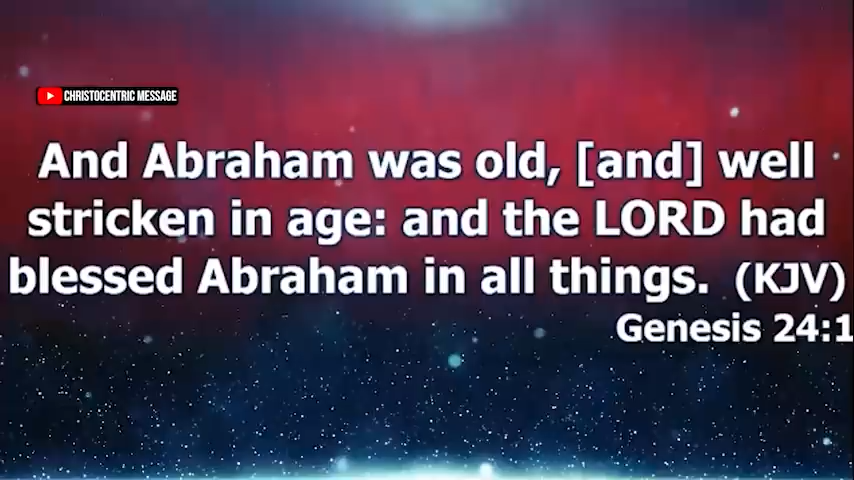 CHRISTOCENTRIC MESSAGE
And Abraham was old, [and] well
stricken in age: and the LORD had
blessed Abraham in all things. (KJV)
Genesis 24:1